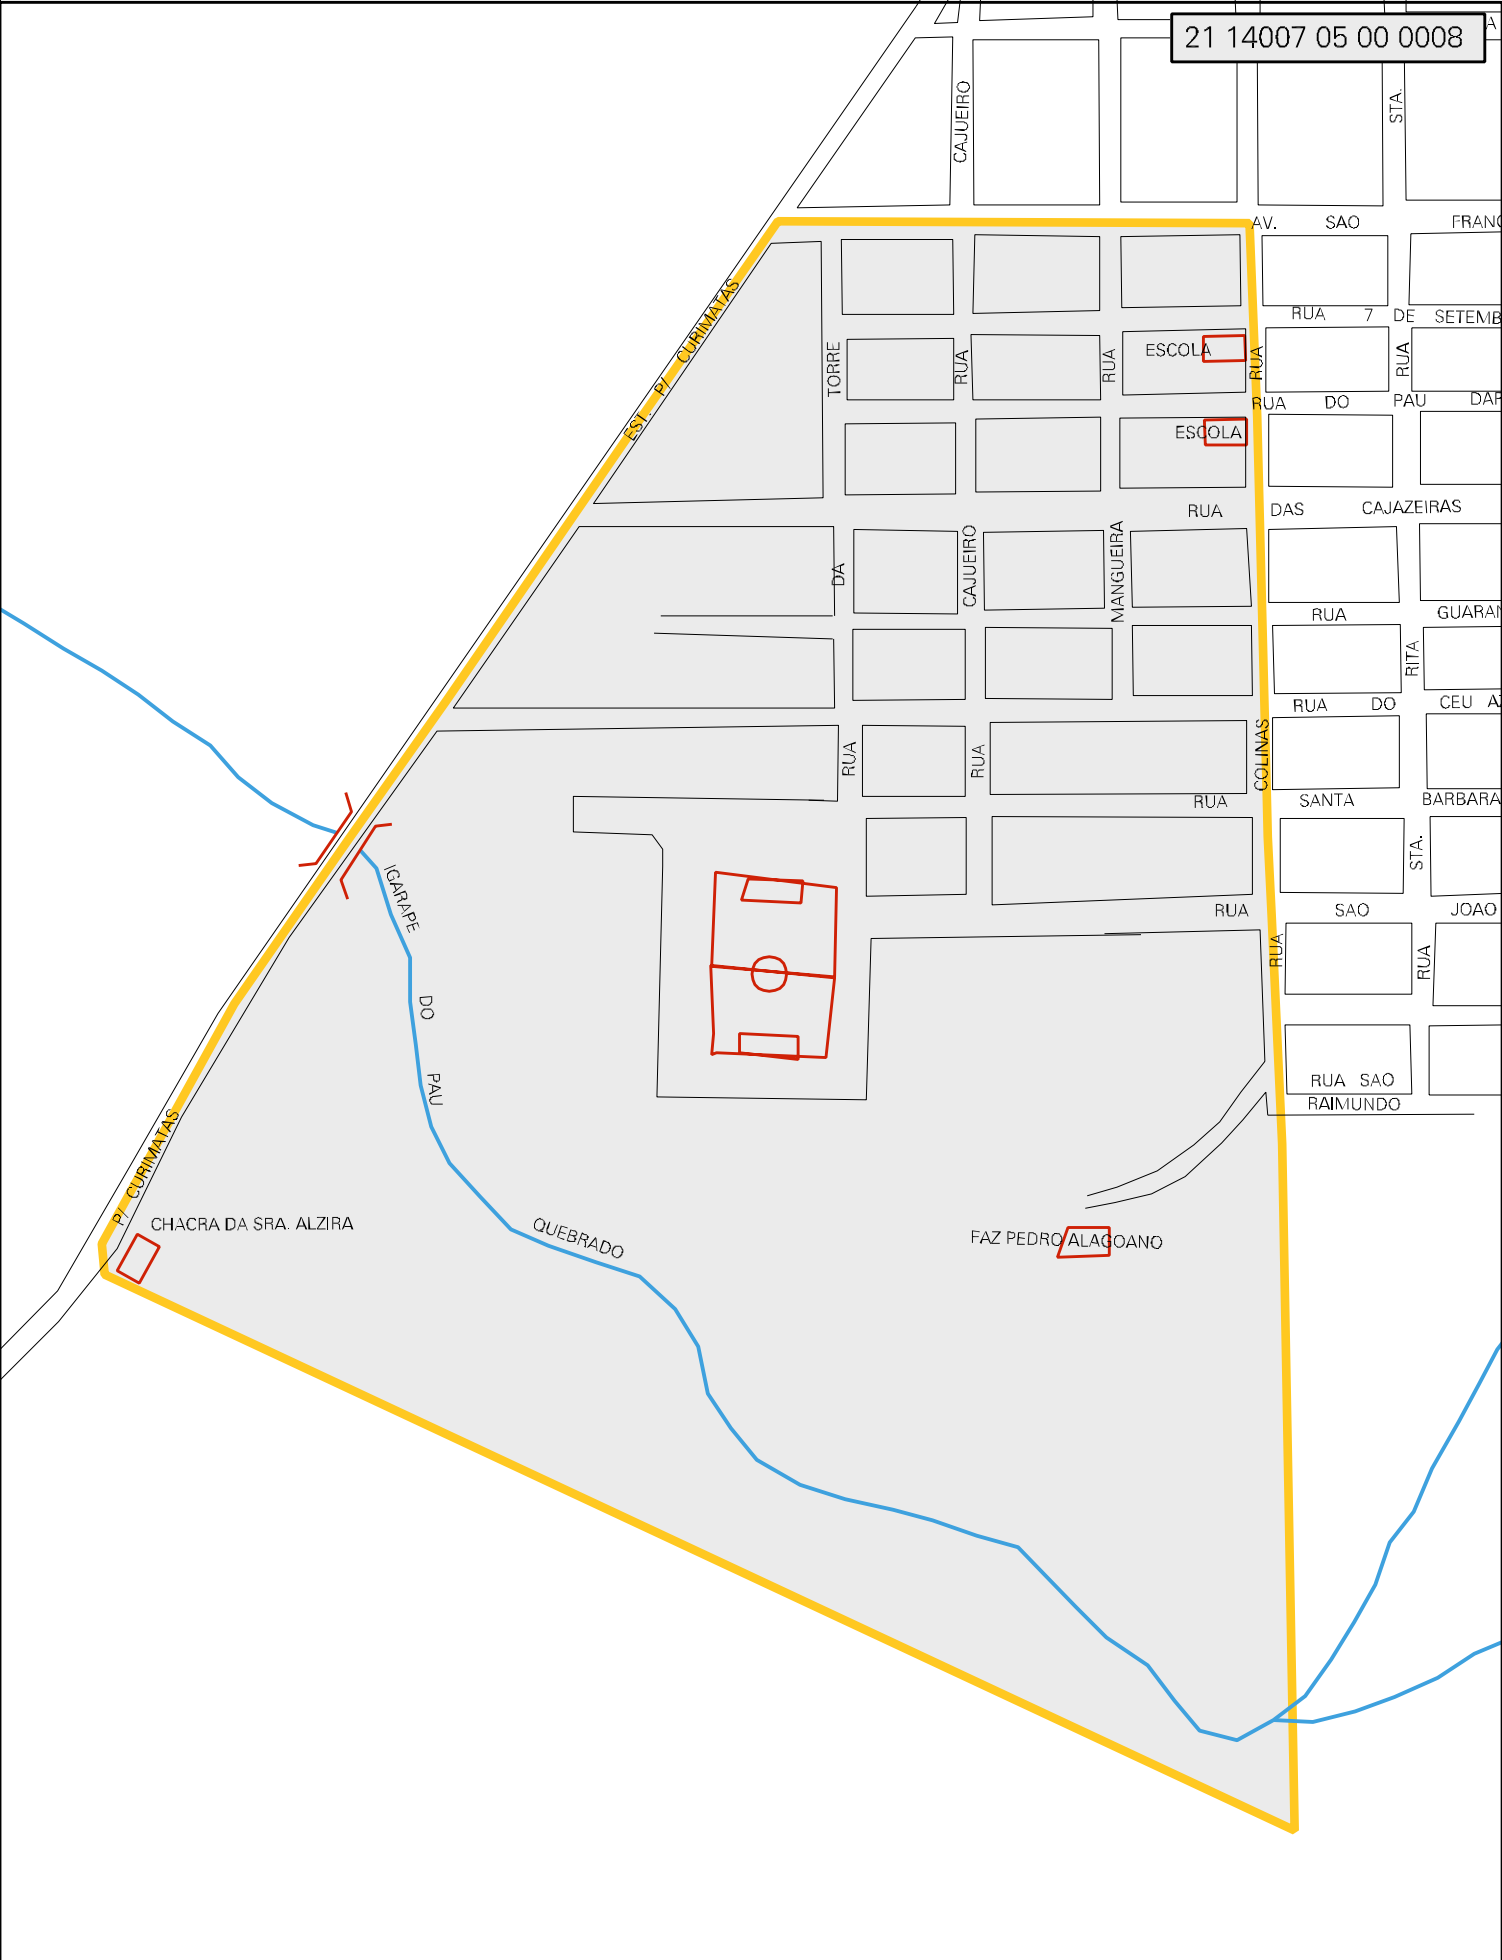 21 14007 05 00 0008
A
CAJUEIRO
STA.
AV. SAO FRANC
EST. P/ CURIMATAS
RUA 7 DE SETEMB
TORRE
RUA
RUA
ESCOLA
RUA
RUA
RUA DO PAU DAR
ESCOLA
RUA DAS CAJAZEIRAS
DA
CAJUEIRO
MANGUEIRA
RUA GUARAN
RITA
RUA DO CEU AZ
RUA
RUA
COLINAS
RUA SANTA BARBARA
STA.
IGARAPE DO PAU QUEBRADO
RUA SAO JOAO
RUA
RUA
RUA SAO
RAIMUNDO
P/ CURIMATAS
CHACRA DA SRA. ALZIRA
FAZ PEDRO ALAGOANO